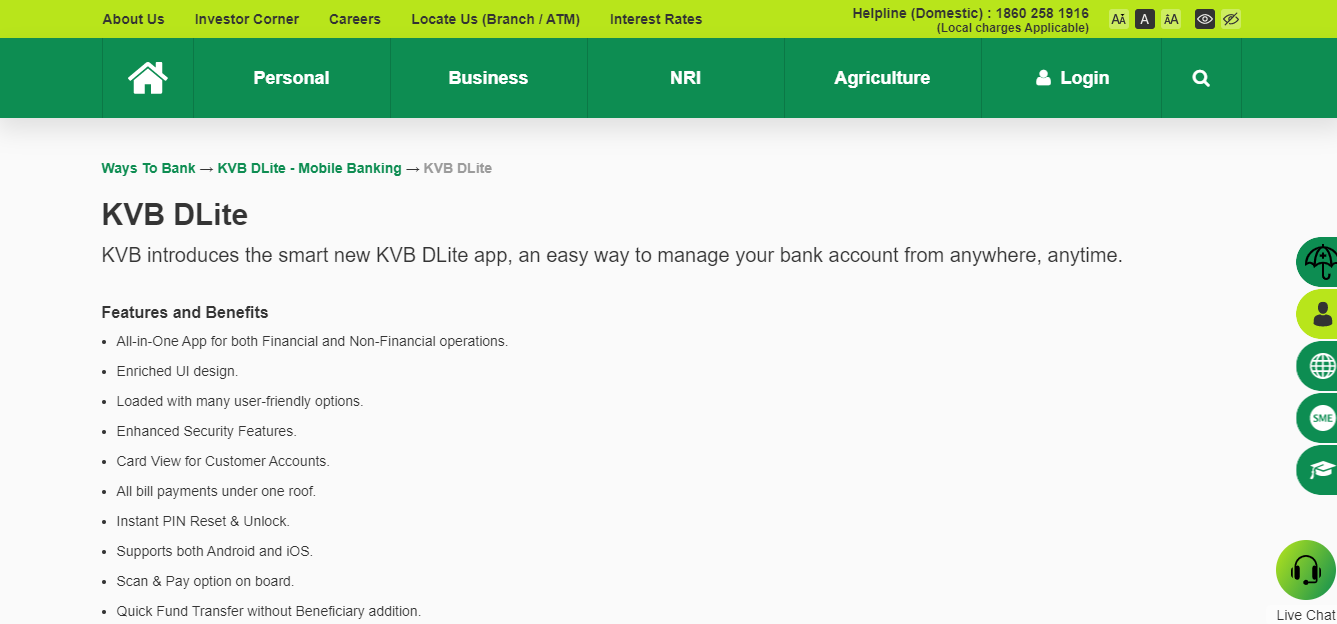 About Us Investor Corner Careers Locate Us (Branch / ATM) Interest Rates Helpline (Domestic) : 1860 258 1916
(Local charges Applicable)
AĀ A ĀA
Personal Business NRI Agriculture Login
Ways To Bank → KVB DLite - Mobile Banking → KVB DLite
KVB DLite
KVB introduces the smart new KVB DLite app, an easy way to manage your bank account from anywhere, anytime.
Features and Benefits
• All-in-One App for both Financial and Non-Financial operations.
• Enriched UI design.
• Loaded with many user-friendly options.
• Enhanced Security Features.
• Card View for Customer Accounts.
• All bill payments under one roof.
• Instant PIN Reset & Unlock.
• Supports both Android and iOS.
• Scan & Pay option on board.
• Quick Fund Transfer without Beneficiary addition.
SME
Live Chat